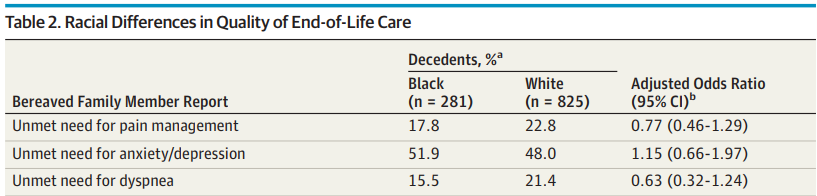 Table 2. Racial Differences in Quality of End-of-Life Care
Decedents, %a
Bereaved Family Member Report Black (n = 281) White (n = 825) Adjusted Odds Ratio (95% CI)b
Unmet need for pain management 17.8 22.8 0.77 (0.46-1.29)
Unmet need for anxiety/depression 51.9 48.0 1.15 (0.66-1.97)
Unmet need for dyspnea 15.5 21.4 0.63 (0.32-1.24)